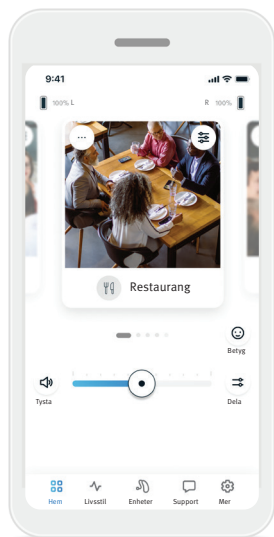 9:41
100% L
R 100%
Restaurang
Betyg
Tysta
Dela
Hem Livsstil Enheter Support Mer